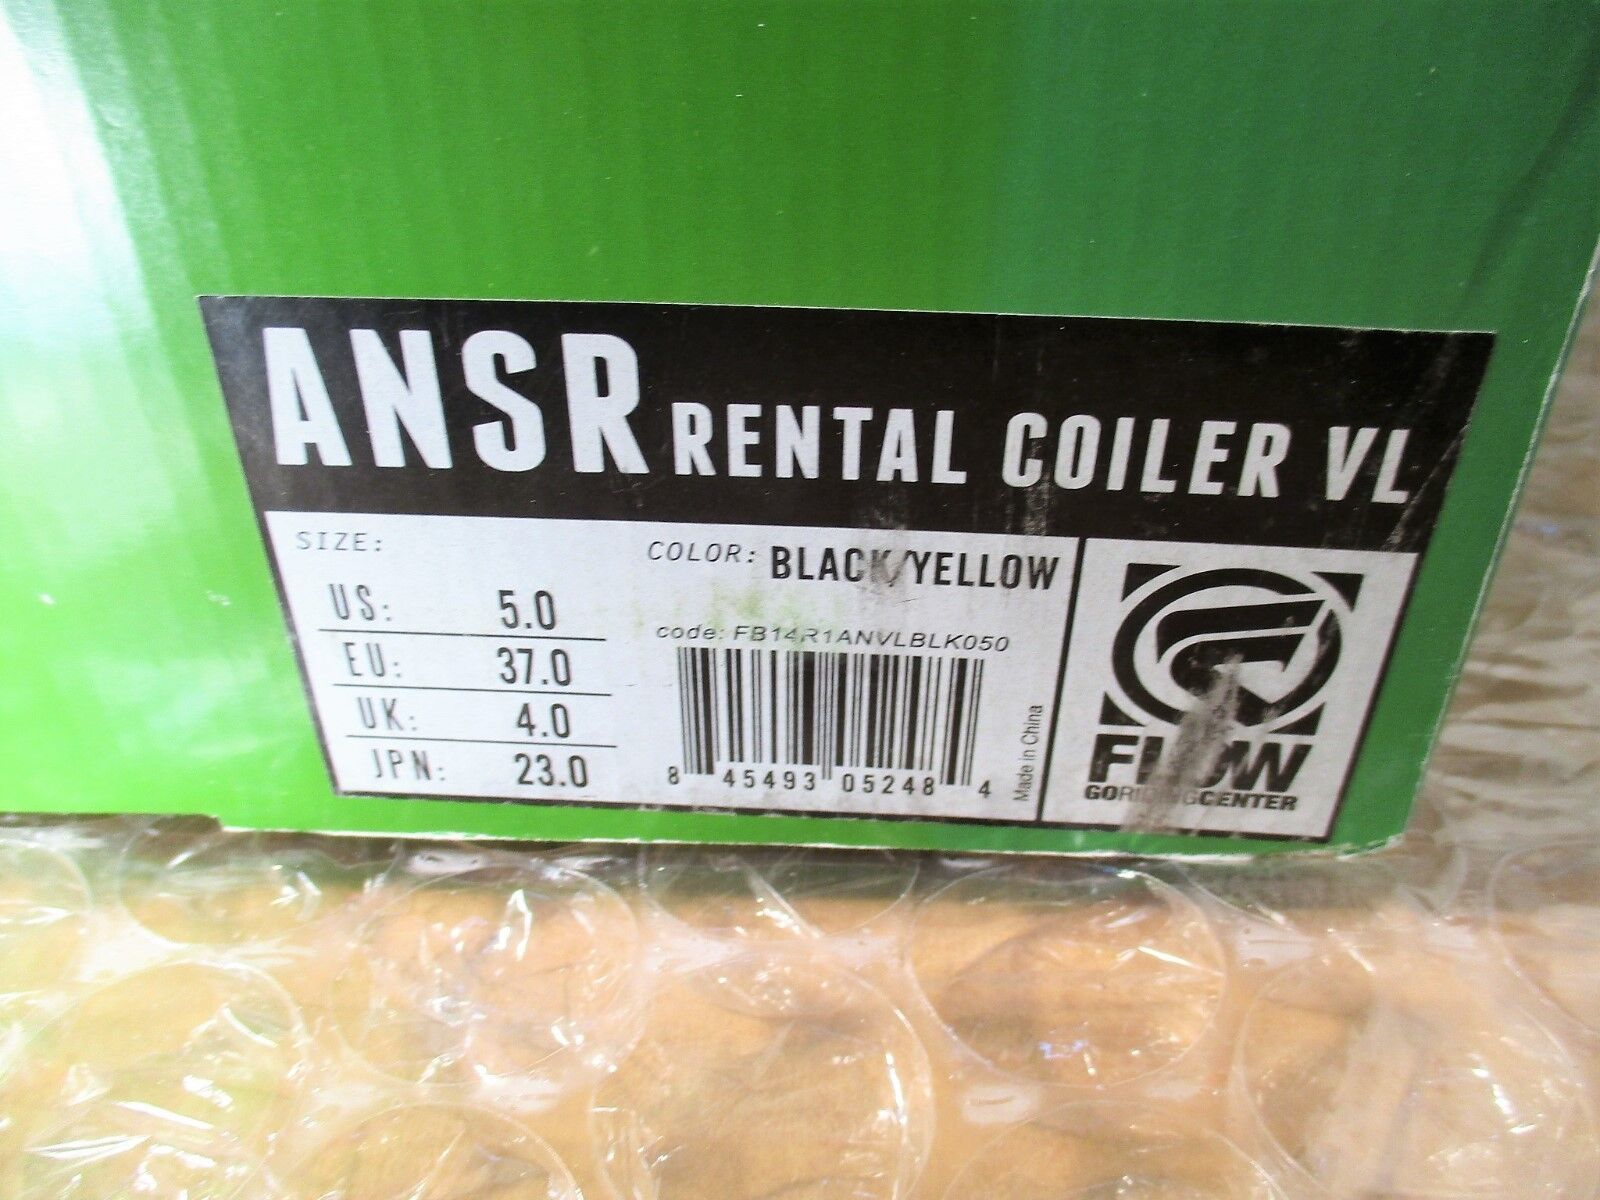 ANSR RENTAL COILER VL
SIZE:
US: 5.0
EU: 37.0
UK: 4.0
JPN: 23.0
COLOR: BLACK/YELLOW
code: FB14R1ANVLBLK050
8 45493 05248 4
Made in China
FLOW
GORIDINGCENTER